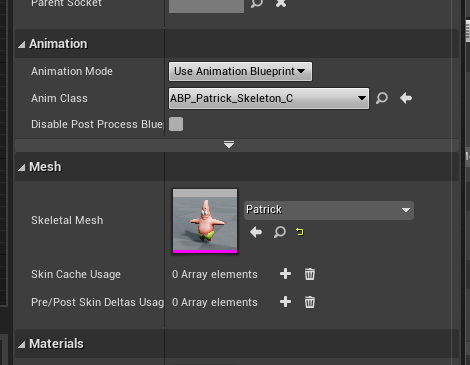 Parent Socket
Animation
Animation Mode
Use Animation Blueprint
Anim Class
ABP_Patrick_Skeleton_C
Disable Post Process Blue
Mesh
Skeletal Mesh
Patrick
Skin Cache Usage
0 Array elements
Pre/Post Skin Deltas Usag
0 Array elements
Materials